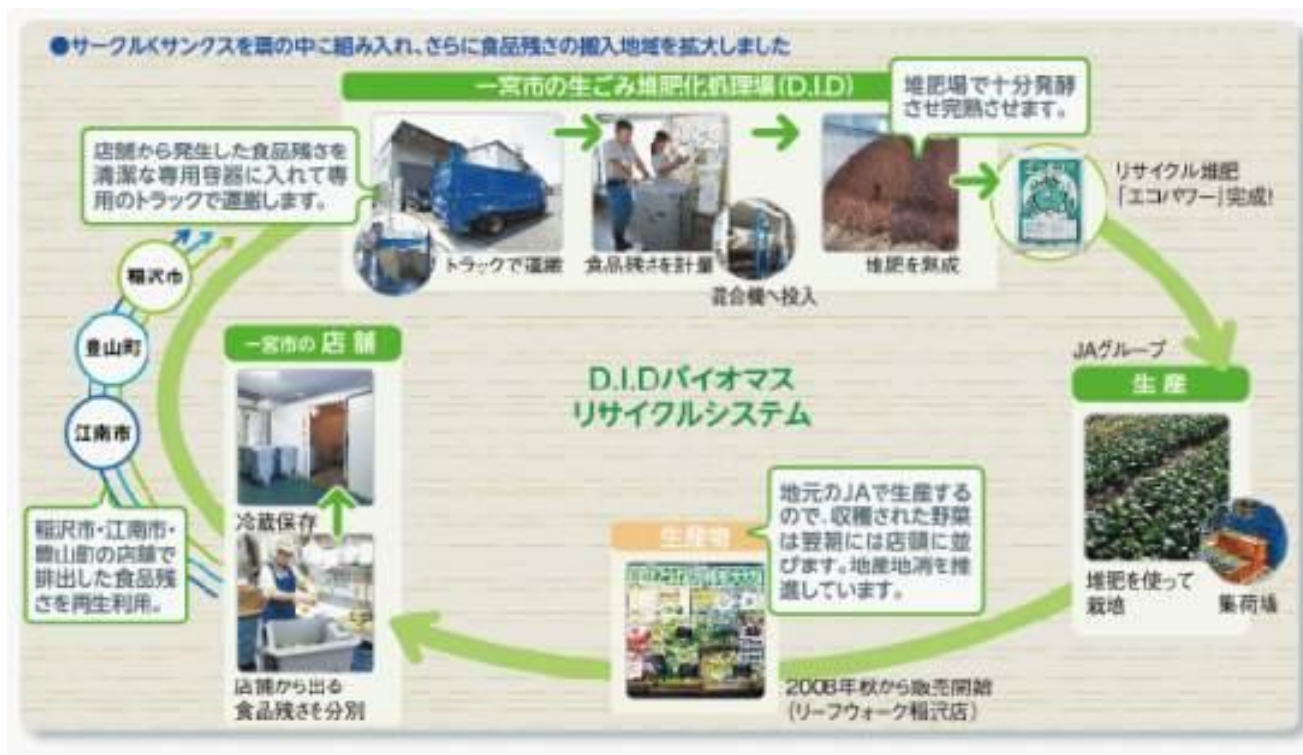 ●サークルKサンクスを環の中に組み入れ、さらに食品残さの搬入地域を拡大しました
一宮市の生ごみ堆肥化処理場(D.I.D)
堆肥場で十分発酵
させ完熟させます。
店舗から発生した食品残さを
清潔な専用容器に入れて専
用のトラックで運搬します。
リサイクル堆肥
「エコパワー」完成!
トラックで運搬
食品残さを計量
混合機へ投入
堆肥を熟成
稲沢市
豊山町
江南市
一宮市の店舗
冷蔵保存
D.I.Dバイオマス
リサイクルシステム
JAグループ
生産
堆肥を使って
栽培
集荷場
稲沢市・江南市・
豊山町の店舗で
排出した食品残
さを再生利用。
生産物
地元のJAで生産する
ので、収穫された野菜
は翌朝には店頭に並
びます。地産地消を推
進しています。
店舗から出る
食品残さを分別
2008年秋から販売開始
(リーフウォーク稲沢店)